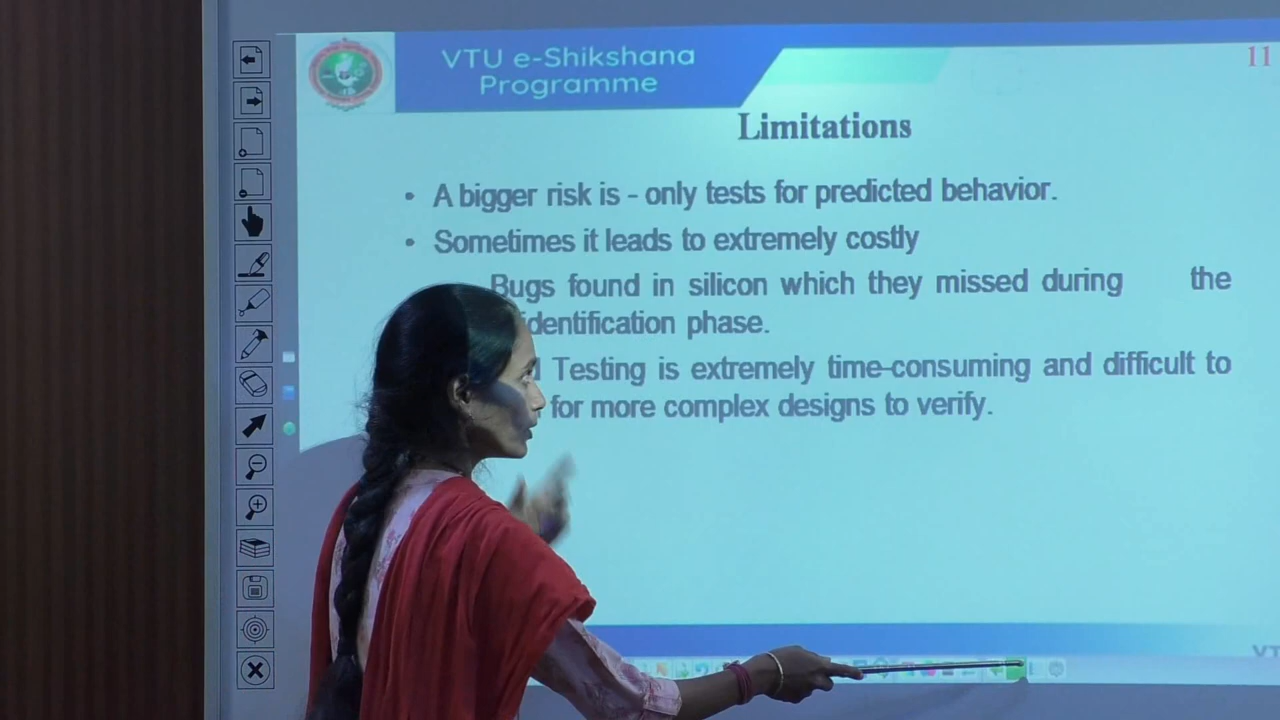 VTU e-Shikshana
Programme
11
Limitations
• A bigger risk is - only tests for predicted behavior.
• Sometimes it leads to extremely costly
Bugs found in silicon which they missed during the
identification phase.
Testing is extremely time-consuming and difficult to
for more complex designs to verify.